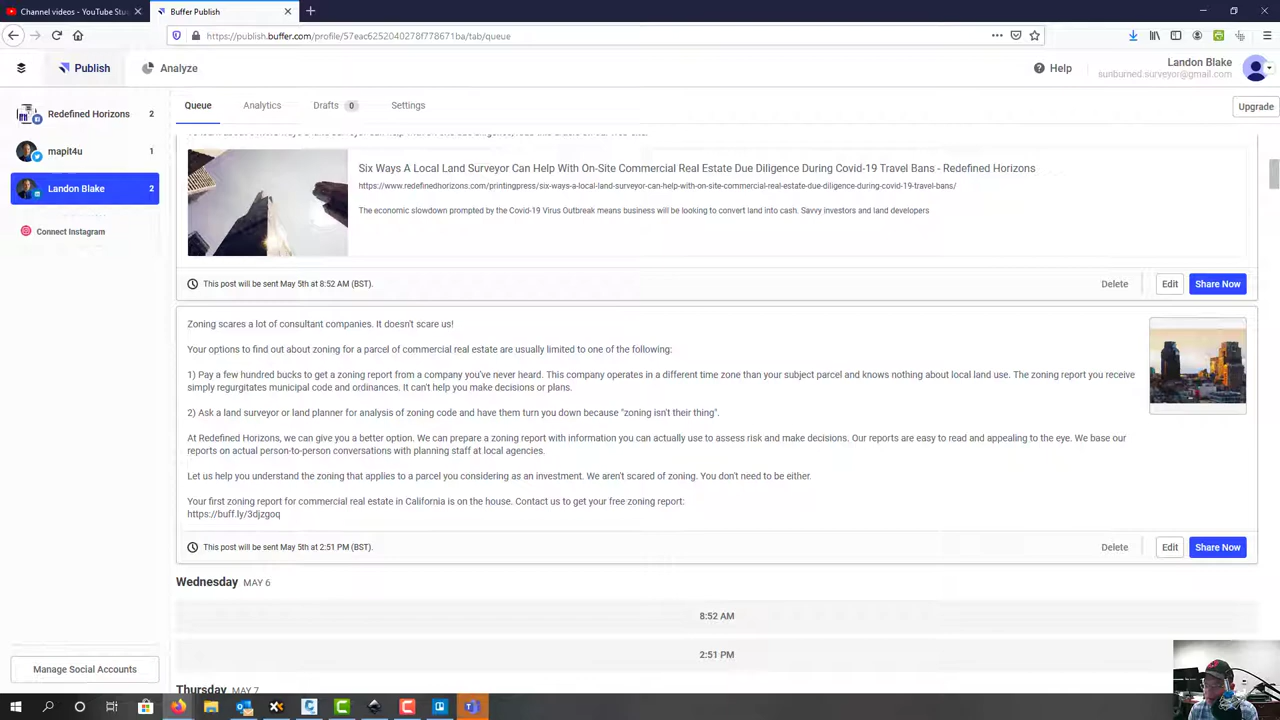 Channel videos - YouTube Stud
Buffer Publish
https://publish.buffer.com/profile/57eac6252040278f778671ba/tab/queue
Publish
Analyze
Help
Landon Blake
sunburned.surveyor@gmail.com
Redefined Horizons 2
mapit4u 1
Landon Blake 2
Connect Instagram
Manage Social Accounts
Queue
Analytics
Drafts 0
Settings
Upgrade
Six Ways A Local Land Surveyor Can Help With On-Site Commercial Real Estate Due Diligence During Covid-19 Travel Bans - Redefined Horizons
https://www.redefinedhorizons.com/printingpress/six-ways-a-local-land-surveyor-can-help-with-on-site-commercial-real-estate-due-diligence-during-covid-19-travel-bans/
The economic slowdown prompted by the Covid-19 Virus Outbreak means business will be looking to convert land into cash. Savvy investors and land developers
This post will be sent May 5th at 8:52 AM (BST).
Delete
Edit
Share Now
Zoning scares a lot of consultant companies. It doesn't scare us!
Your options to find out about zoning for a parcel of commercial real estate are usually limited to one of the following:
1) Pay a few hundred bucks to get a zoning report from a company you've never heard. This company operates in a different time zone than your subject parcel and knows nothing about local land use. The zoning report you receive
simply regurgitates municipal code and ordinances. It can't help you make decisions or plans.
2) Ask a land surveyor or land planner for analysis of zoning code and have them turn you down because "zoning isn't their thing".
At Redefined Horizons, we can give you a better option. We can prepare a zoning report with information you can actually use to assess risk and make decisions. Our reports are easy to read and appealing to the eye. We base our
reports on actual person-to-person conversations with planning staff at local agencies.
Let us help you understand the zoning that applies to a parcel you considering as an investment. We aren't scared of zoning. You don't need to be either.
Your first zoning report for commercial real estate in California is on the house. Contact us to get your free zoning report:
https://buff.ly/3djzgoq
This post will be sent May 5th at 2:51 PM (BST).
Delete
Edit
Share Now
Wednesday MAY 6
8:52 AM
2:51 PM
Thursday MAY 7